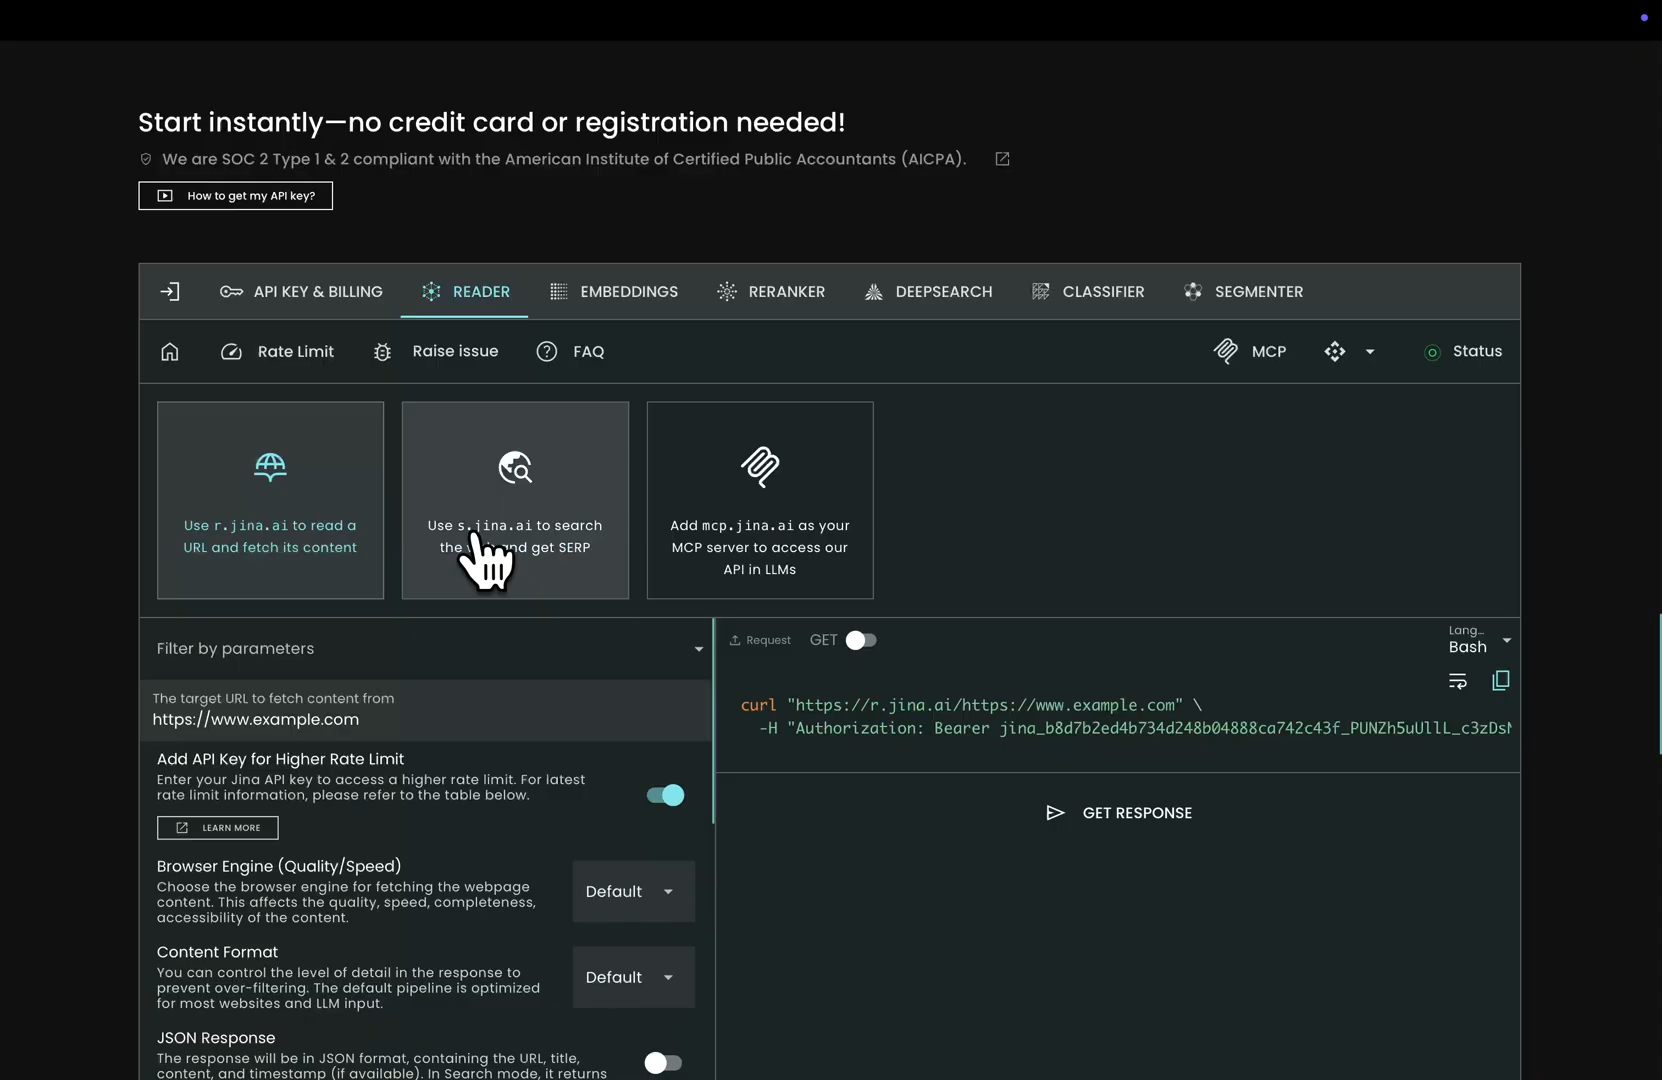 Start instantly—no credit card or registration needed!
We are SOC 2 Type 1 & 2 compliant with the American Institute of Certified Public Accountants (AICPA).
How to get my API key?
API KEY & BILLING
READER
EMBEDDINGS
RERANKER
DEEPSEARCH
CLASSIFIER
SEGMENTER
Rate Limit
Raise issue
FAQ
MCP
Status
Use r.jina.ai to read a
URL and fetch its content
Use s.jina.ai to search
the and get SERP
Add mcp.jina.ai as your
MCP server to access our
API in LLMs
Filter by parameters
The target URL to fetch content from
https://www.example.com
Add API Key for Higher Rate Limit
Enter your Jina API key to access a higher rate limit. For latest
rate limit information, please refer to the table below.
LEARN MORE
Browser Engine (Quality/Speed)
Choose the browser engine for fetching the webpage
content. This affects the quality, speed, completeness,
accessibility of the content.
Default
Content Format
You can control the level of detail in the response to
prevent over-filtering. The default pipeline is optimized
for most websites and LLM input.
Default
JSON Response
The response will be in JSON format, containing the URL, title,
content, and timestamp (if available). In Search mode, it returns
Request
GET
Lang...
Bash
curl "https://r.jina.ai/https://www.example.com" \
-H "Authorization: Bearer jina_b8d7b2ed4b734d248b04888ca742c43f_PUNZh5uUllL_c3zDsN
GET RESPONSE